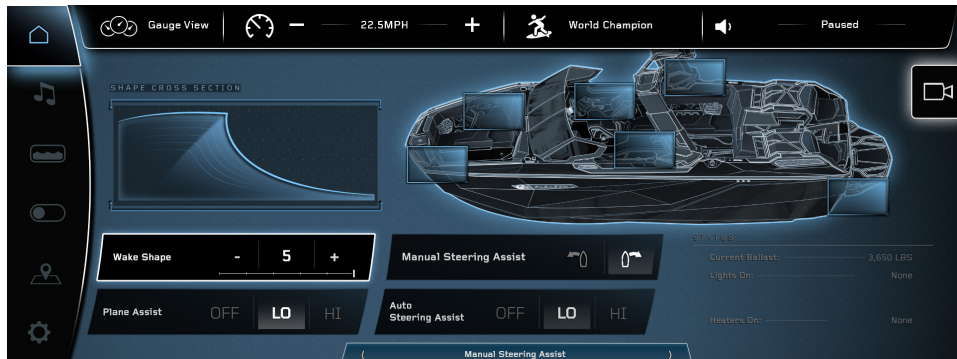 Gauge View
22.5MPH
World Champion
Paused
SHAPE CROSS SECTION
Wake Shape - 5 +
Manual Steering Assist
Plane Assist OFF LO HI
Auto
Steering Assist OFF LO HI
STATUS
Current Ballast: 3,650 LBS
Lights On: None
Heaters On: None
Manual Steering Assist